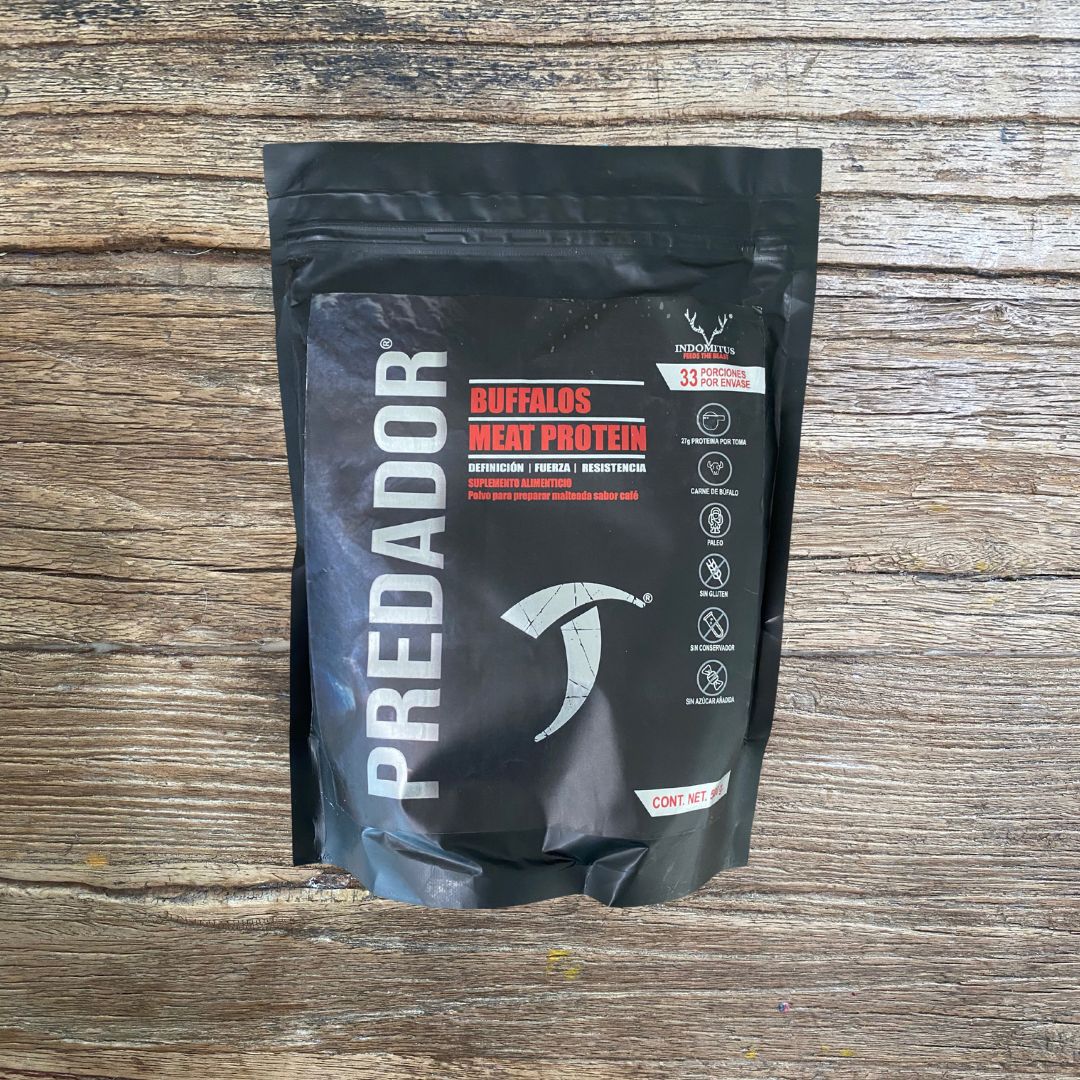 PREDADOR®
INDOMITUS
FEEDS THE BEAST
33 PORCIONES
POR ENVASE
BUFFALOS
MEAT PROTEIN
DEFINICIÓN | FUERZA | RESISTENCIA
SUPLEMENTO ALIMENTICIO
Polvo para preparar malteada sabor café
27g PROTEINA POR TOMA
CARNE DE BÚFALO
PALEO
SIN GLUTEN
SIN CONSERVADOR
SIN AZÚCAR AÑADIDA
®
CONT. NET.